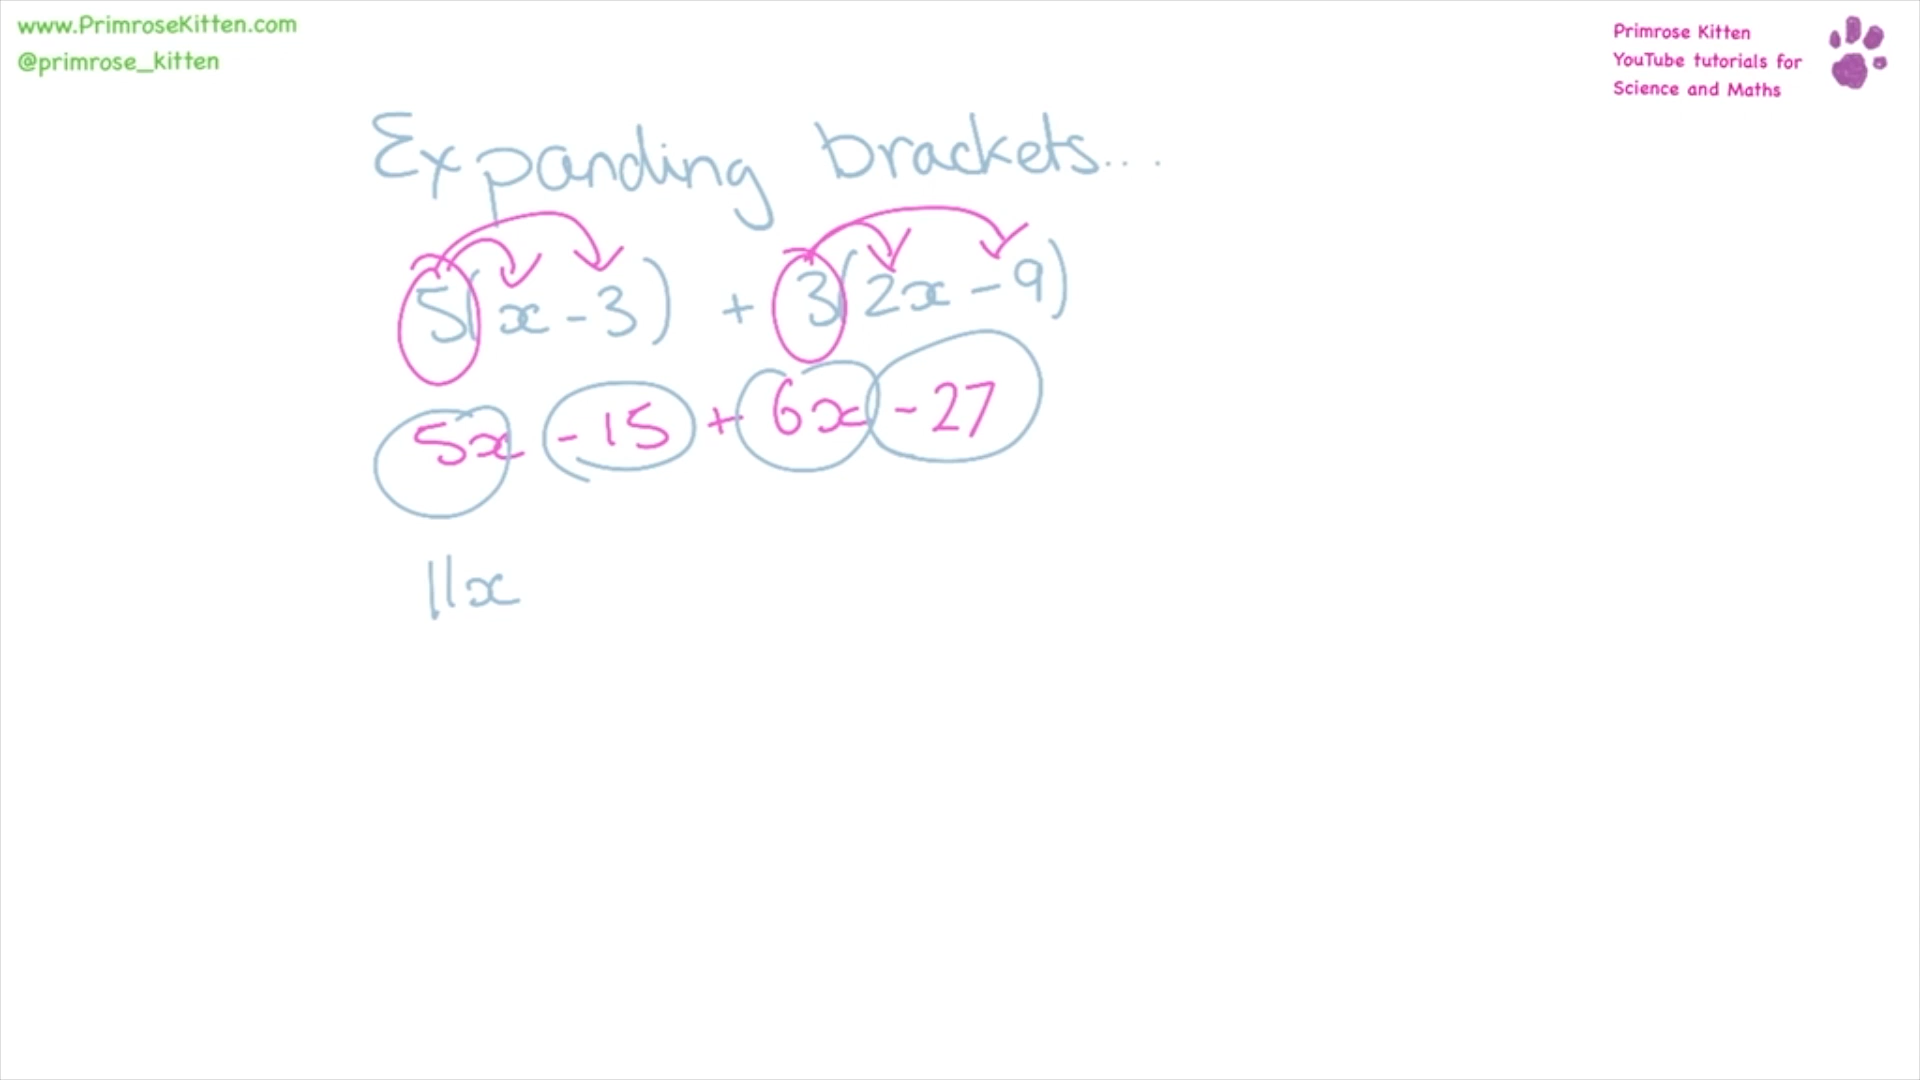 www.PrimroseKitten.com
@primrose_kitten
Primrose Kitten
YouTube tutorials for
Science and Maths
Expanding brackets...
5(x-3) + 3(2x-9)
5x -15 + 6x -27
11x